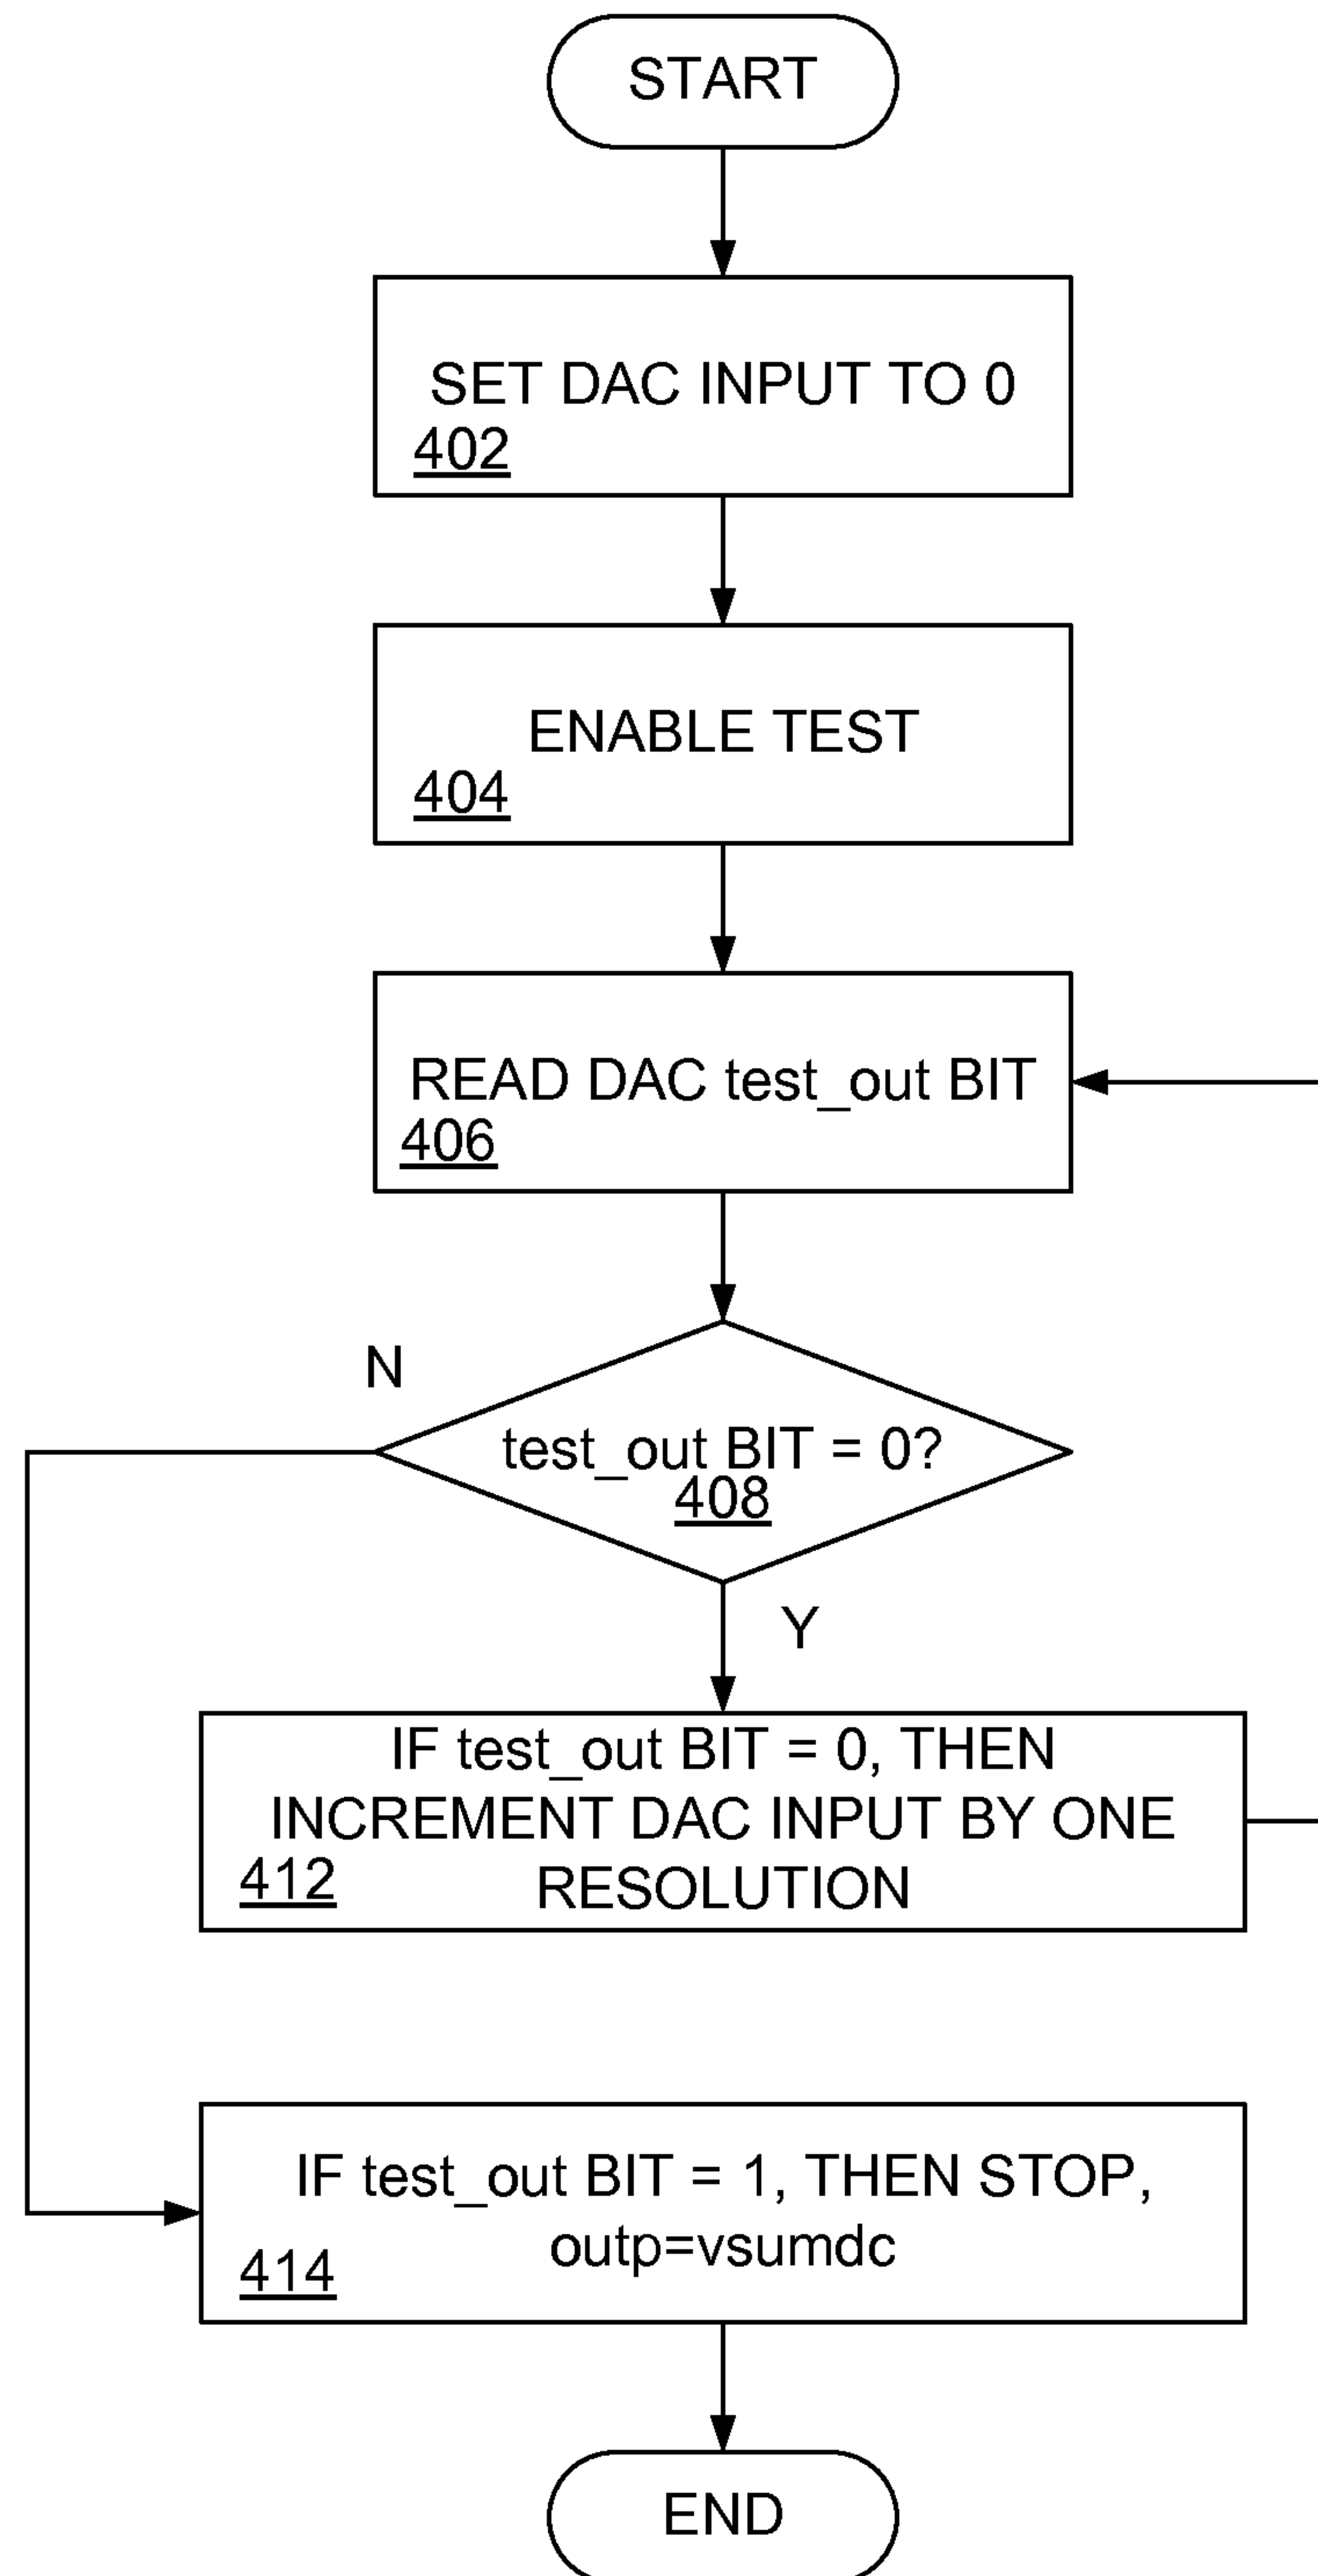 START
SET DAC INPUT TO 0
402
ENABLE TEST
404
READ DAC test_out BIT
406
N
test_out BIT = 0?
408
Y
IF test_out BIT = 0, THEN
INCREMENT DAC INPUT BY ONE
412
RESOLUTION
IF test_out BIT = 1, THEN STOP,
outp=vsumdc
414
END